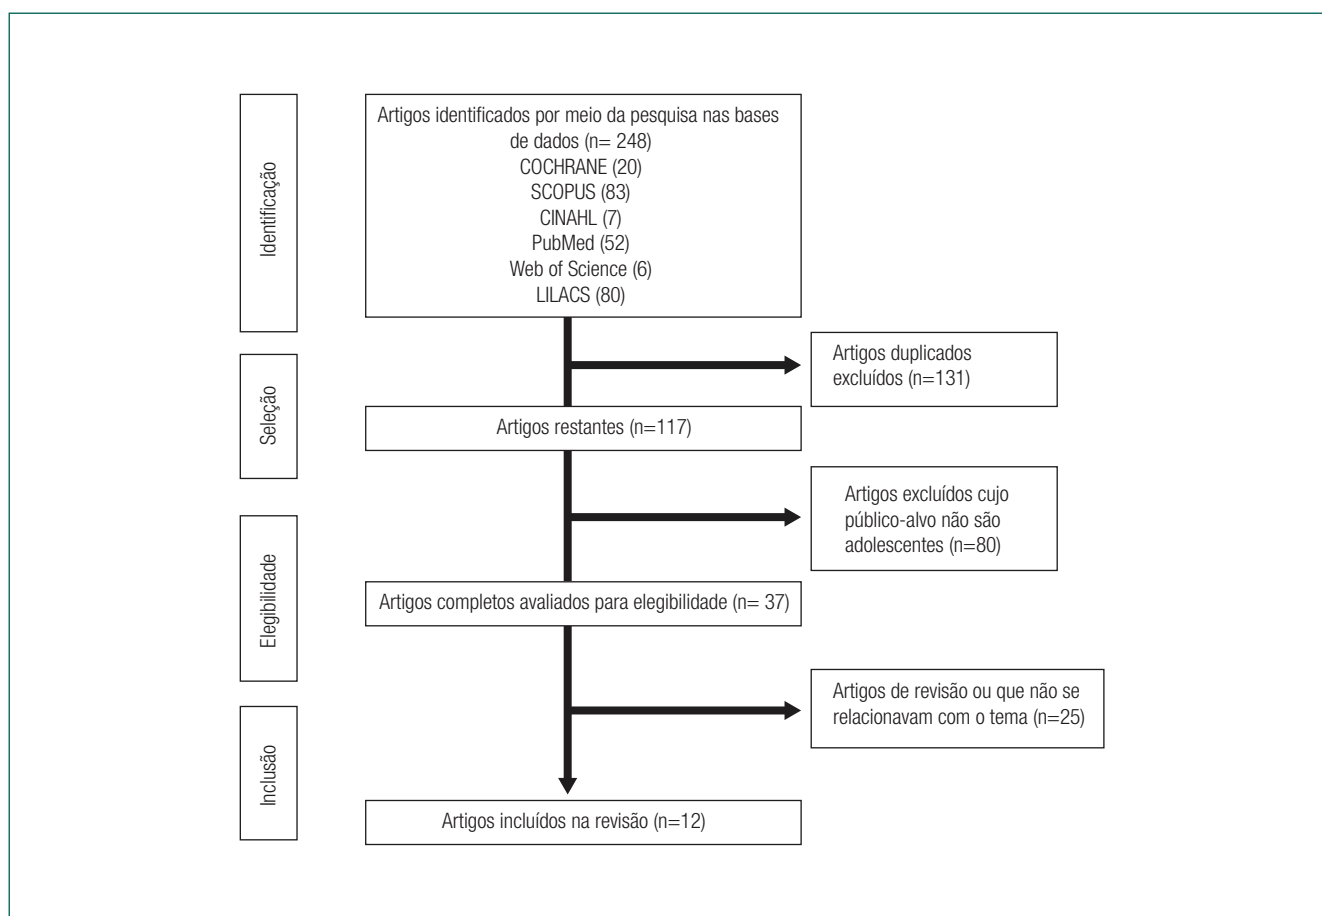 Identificação
Artigos identificados por meio da pesquisa nas bases
de dados (n= 248)
COCHRANE (20)
SCOPUS (83)
CINAHL (7)
PubMed (52)
Web of Science (6)
LILACS (80)
Artigos duplicados
excluídos (n=131)
Seleção
Artigos restantes (n=117)
Artigos excluídos cujo
público-alvo não são
adolescentes (n=80)
Elegibilidade
Artigos completos avaliados para elegibilidade (n= 37)
Artigos de revisão ou que não se
relacionavam com o tema (n=25)
Inclusão
Artigos incluídos na revisão (n=12)